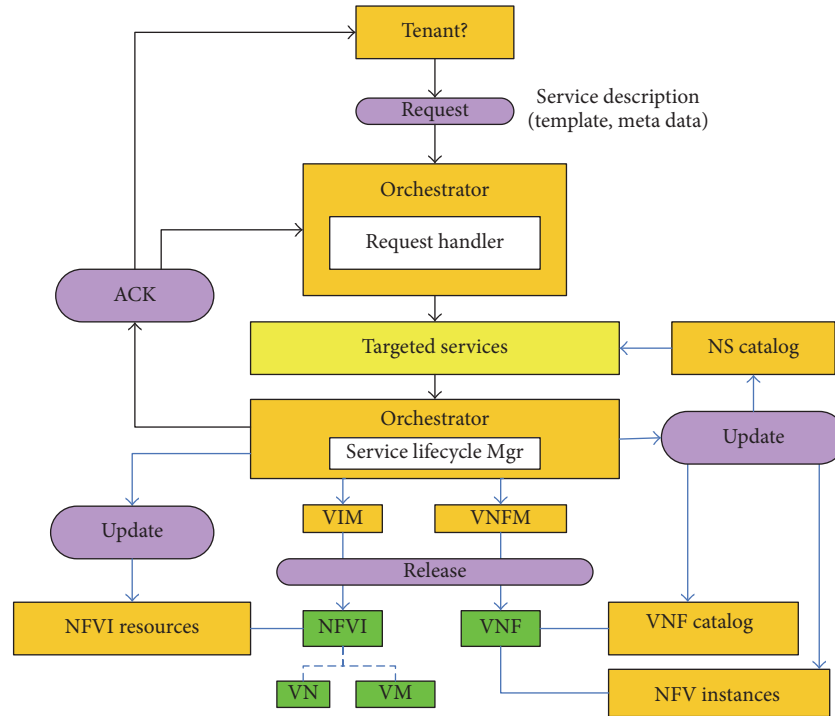 Tenant?
Request
Service description
(template, meta data)
Orchestrator
Request handler
ACK
Targeted services
NS catalog
Orchestrator
Service lifecycle Mgr
Update
Update
VIM
VNFM
Release
NFVI resources
NFVI
VNF
VNF catalog
VN
VM
NFV instances